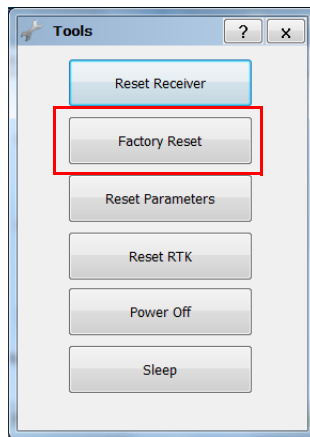 Tools ? x
Reset Receiver
Factory Reset
Reset Parameters
Reset RTK
Power Off
Sleep